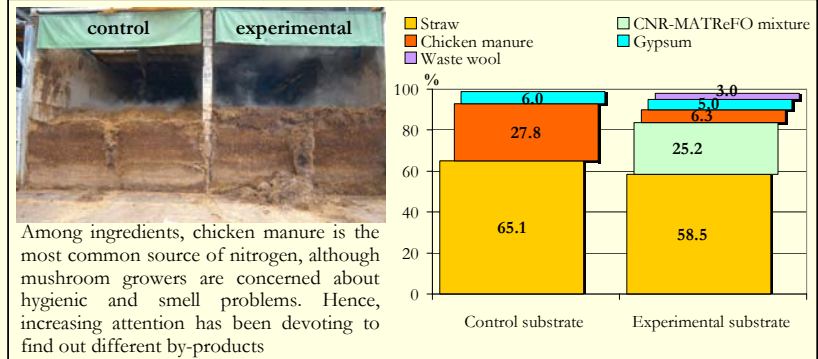 control experimental
Among ingredients, chicken manure is the
most common source of nitrogen, although
mushroom growers are concerned about
hygienic and smell problems. Hence,
increasing attention has been devoting to
find out different by-products
Straw CNR-MATReFO mixture
Chicken manure Gypsum
Waste wool
%
100
80
60
40
20
0
6.0
27.8
65.1
3.0
5.0
6.3
25.2
58.5
Control substrate Experimental substrate